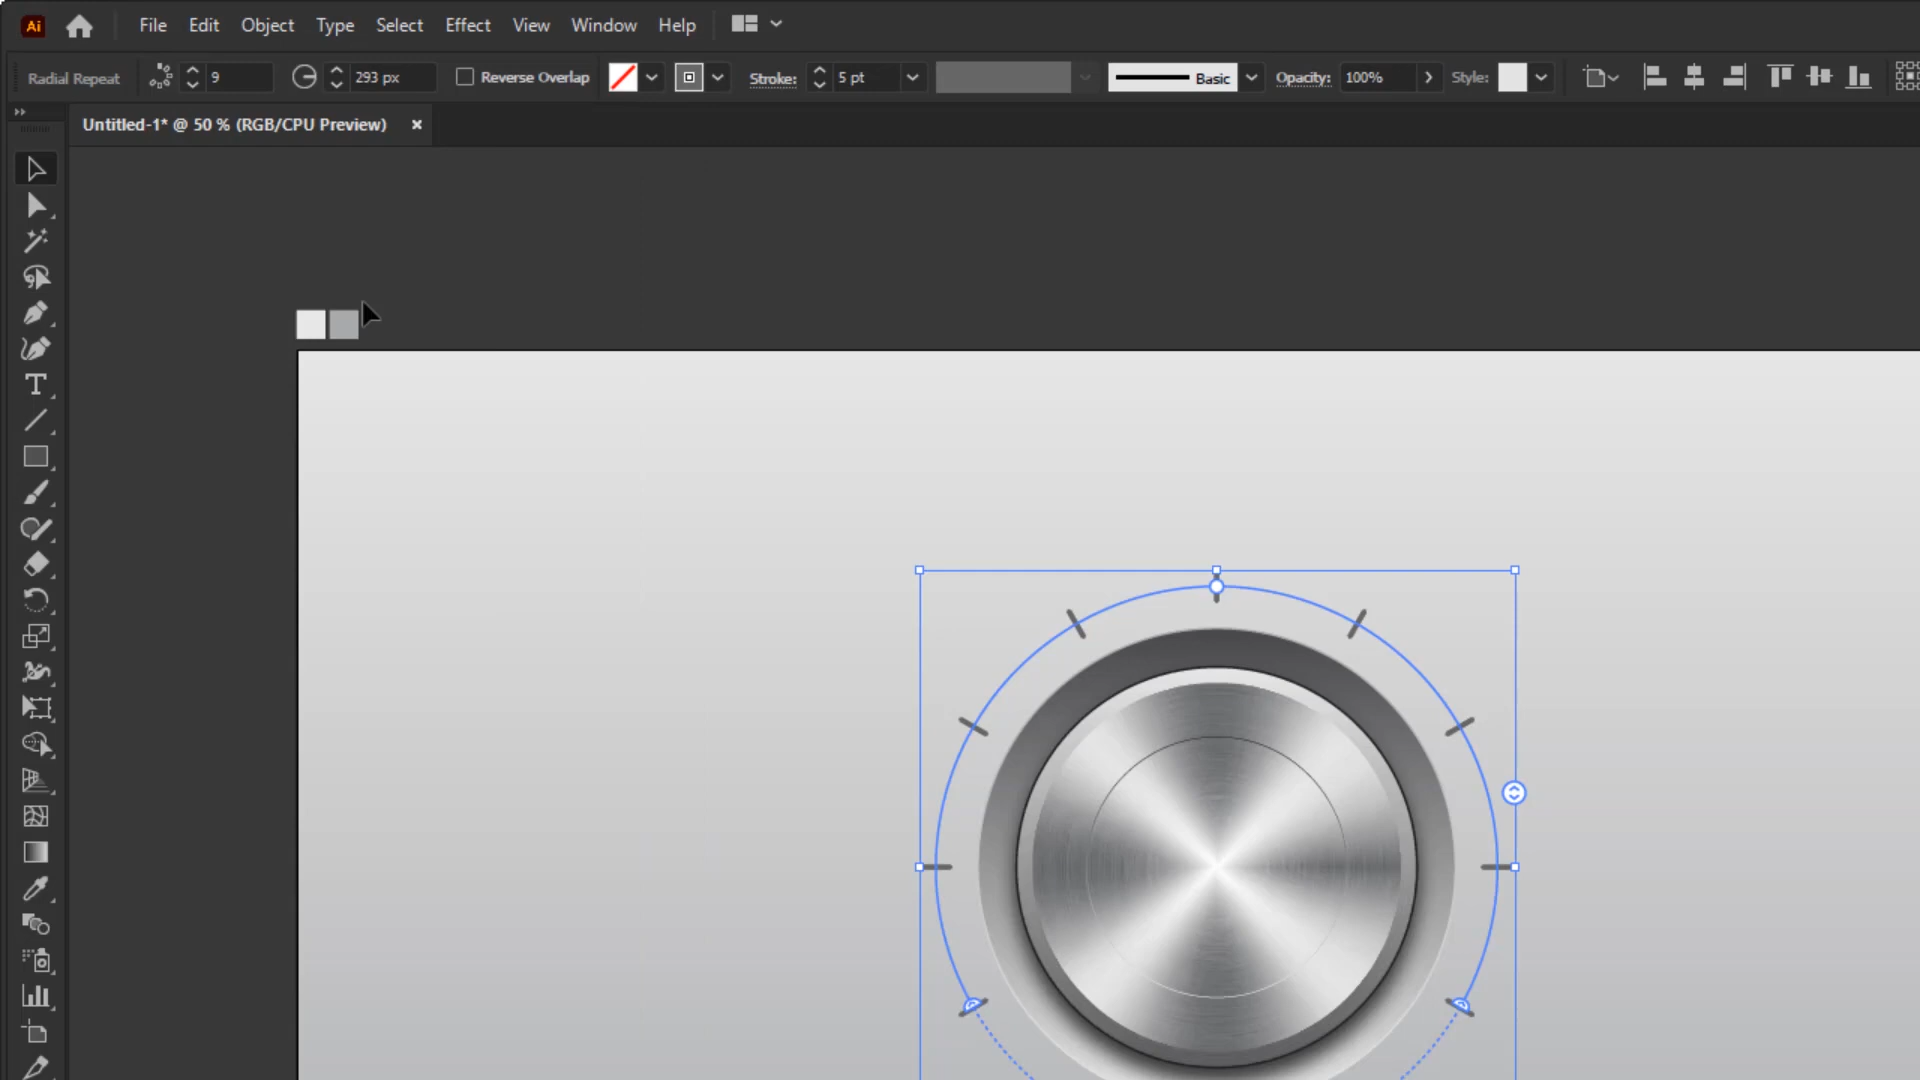 Ai File Edit Object Type Select Effect View Window Help
Radial Repeat 9 293 px Reverse Overlap Stroke: 5 pt Basic Opacity: 100% Style:
Untitled-1* @ 50 % (RGB/CPU Preview) ×